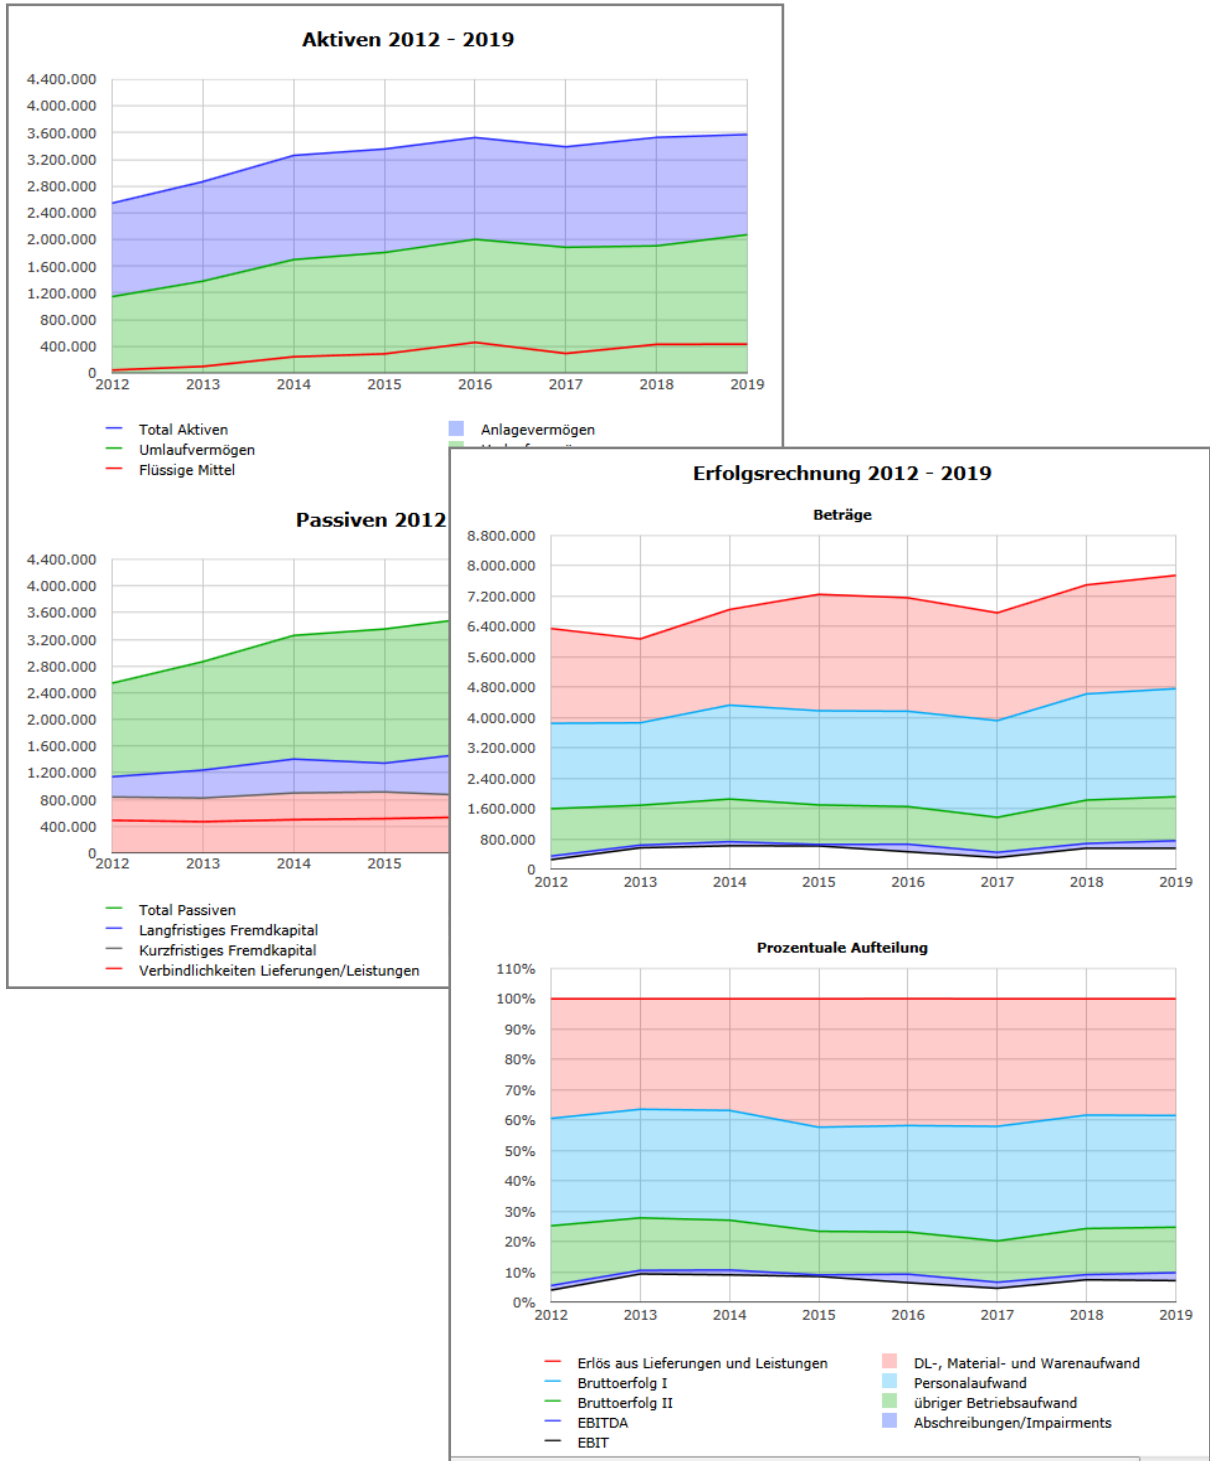 Aktiven 2012 - 2019
4.400.000
4.000.000
3.600.000
3.200.000
2.800.000
2.400.000
2.000.000
1.600.000
1.200.000
800.000
400.000
0
2012 2013 2014 2015 2016 2017 2018 2019
Total Aktiven Anlagevermögen
Umlaufvermögen
Flüssige Mittel
Passiven 2012
4.400.000
4.000.000
3.600.000
3.200.000
2.800.000
2.400.000
2.000.000
1.600.000
1.200.000
800.000
400.000
0
2012 2013 2014 2015
Total Passiven
Langfristiges Fremdkapital
Kurzfristiges Fremdkapital
Verbindlichkeiten Lieferungen/Leistungen
Erfolgsrechnung 2012 - 2019
Beträge
8.800.000
8.000.000
7.200.000
6.400.000
5.600.000
4.800.000
4.000.000
3.200.000
2.400.000
1.600.000
800.000
0
2012 2013 2014 2015 2016 2017 2018 2019
Prozentuale Aufteilung
110%
100%
90%
80%
70%
60%
50%
40%
30%
20%
10%
0%
2012 2013 2014 2015 2016 2017 2018 2019
Erlös aus Lieferungen und Leistungen DL-, Material- und Warenaufwand
Bruttoerfolg I Personalaufwand
Bruttoerfolg II übriger Betriebsaufwand
EBITDA Abschreibungen/Impairments
EBIT